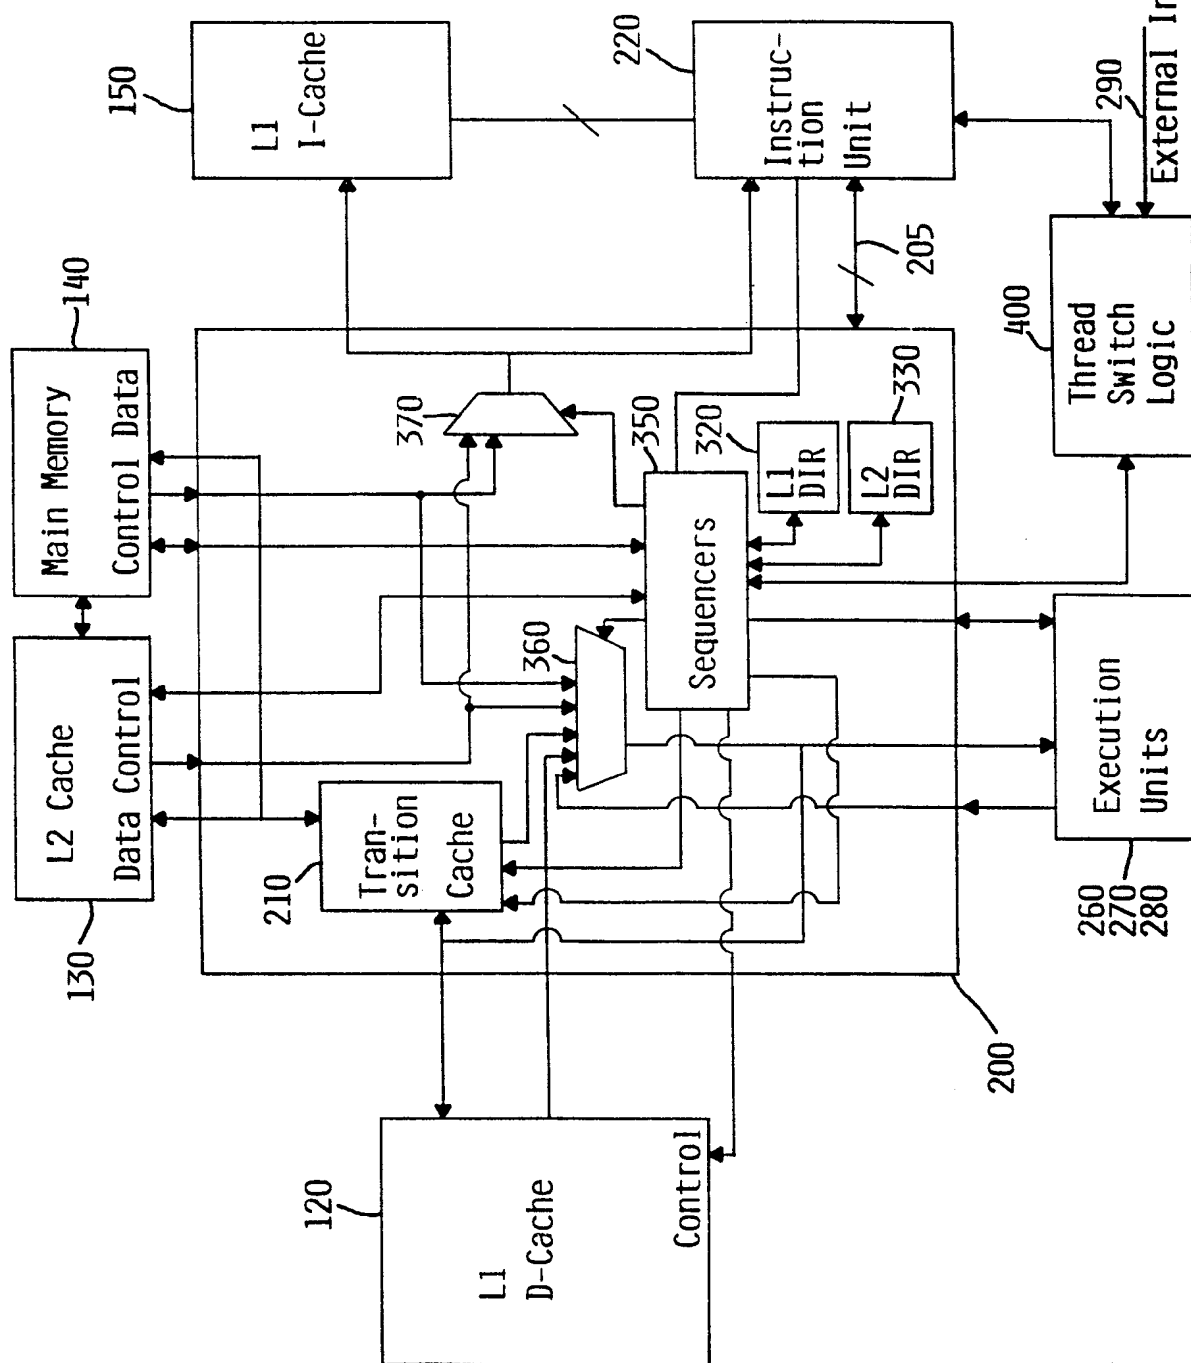 120
L1
D-Cache
Control
130
L2 Cache
Data Control
140
Main Memory
Control Data
150
L1
I-Cache
210
Tran-
sition
Cache
360
370
350
Sequencers
320
L1
DIR
330
L2
DIR
220
Instruc-
tion
Unit
205
200
260
270
280
Execution
Units
400
Thread
Switch
Logic
290
External